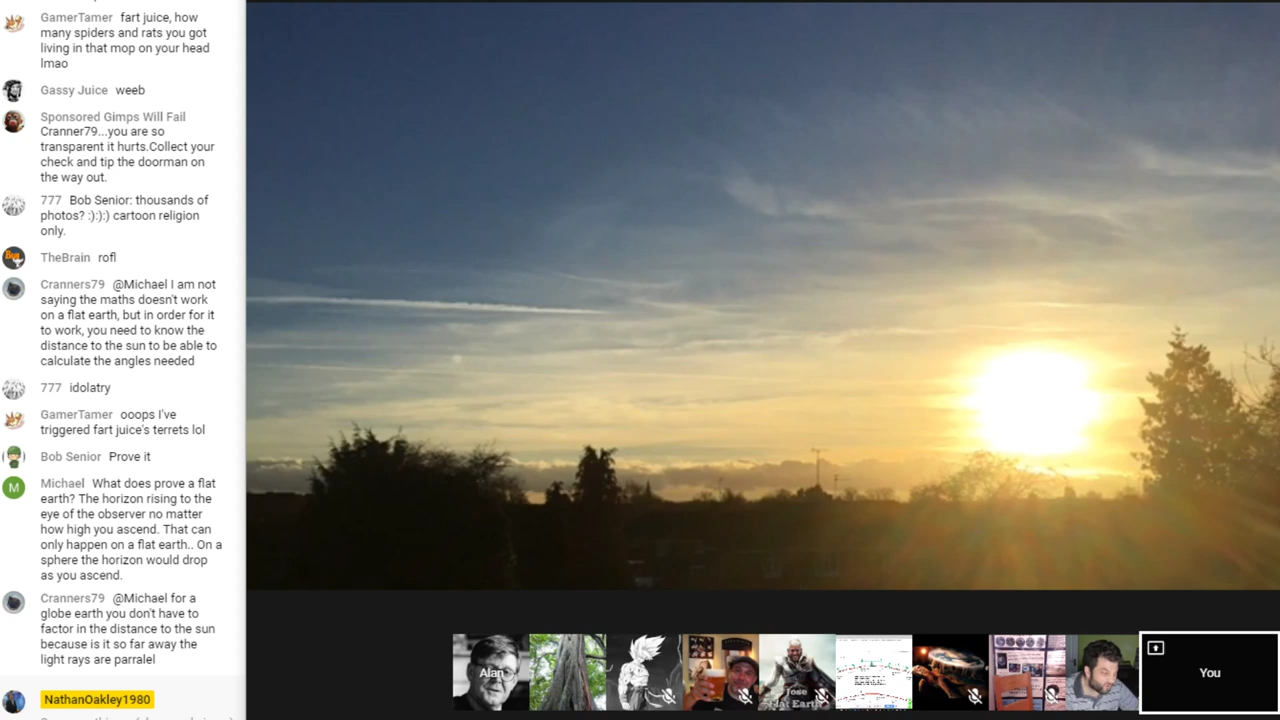 GamerTamer fart juice, how
many spiders and rats you got
living in that mop on your head
lmao
Gassy Juice weeb
Sponsored Gimps Will Fail
Cranner79...you are so
transparent it hurts.Collect your
check and tip the doorman on
the way out.
777 Bob Senior: thousands of
photos? :):):) cartoon religion
only.
TheBrain rofl
Cranners79 @Michael I am not
saying the maths doesn't work
on a flat earth, but in order for it
to work, you need to know the
distance to the sun to be able to
calculate the angles needed
777 idolatry
GamerTamer ooops I've
triggered fart juice's terrets lol
Bob Senior Prove it
M
Michael What does prove a flat
earth? The horizon rising to the
eye of the observer no matter
how high you ascend. That can
only happen on a flat earth.. On a
sphere the horizon would drop
as you ascend.
Cranners79 @Michael for a
globe earth you don't have to
factor in the distance to the sun
because is it so far away the
light rays are parralel
NathanOakley1980
Alan
Jose
Flat Earth
You